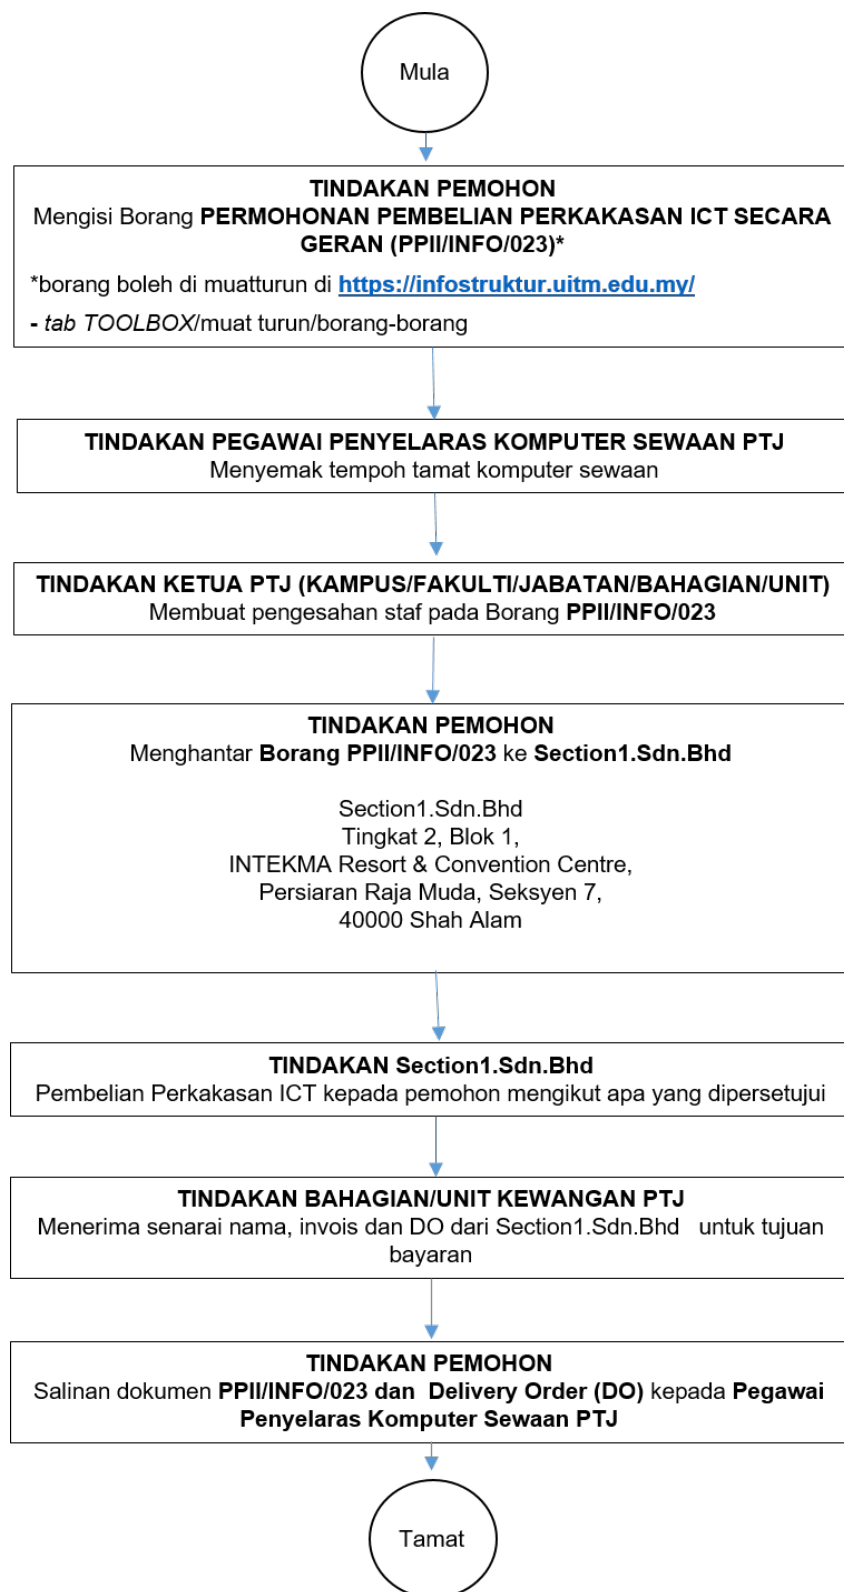 Mula
TINDAKAN PEMOHON
Mengisi Borang PERMOHONAN PEMBELIAN PERKAKASAN ICT SECARA
GERAN (PPII/INFO/023)*
*borang boleh di muatturun di https://infostruktur.uitm.edu.my/
- tab TOOLBOX/muat turun/borang-borang
TINDAKAN PEGAWAI PENYELARAS KOMPUTER SEWAAN PTJ
Menyemak tempoh tamat komputer sewaan
TINDAKAN KETUA PTJ (KAMPUS/FAKULTI/JABATAN/BAHAGIAN/UNIT)
Membuat pengesahan staf pada Borang PPII/INFO/023
TINDAKAN PEMOHON
Menghantar Borang PPII/INFO/023 ke Section1.Sdn.Bhd
Section1.Sdn.Bhd
Tingkat 2, Blok 1,
INTEKMA Resort & Convention Centre,
Persiaran Raja Muda, Seksyen 7,
40000 Shah Alam
TINDAKAN Section1.Sdn.Bhd
Pembelian Perkakasan ICT kepada pemohon mengikut apa yang dipersetujui
TINDAKAN BAHAGIAN/UNIT KEWANGAN PTJ
Menerima senarai nama, invois dan DO dari Section1.Sdn.Bhd untuk tujuan
bayaran
TINDAKAN PEMOHON
Salinan dokumen PPII/INFO/023 dan Delivery Order (DO) kepada Pegawai
Penyelaras Komputer Sewaan PTJ
Tamat